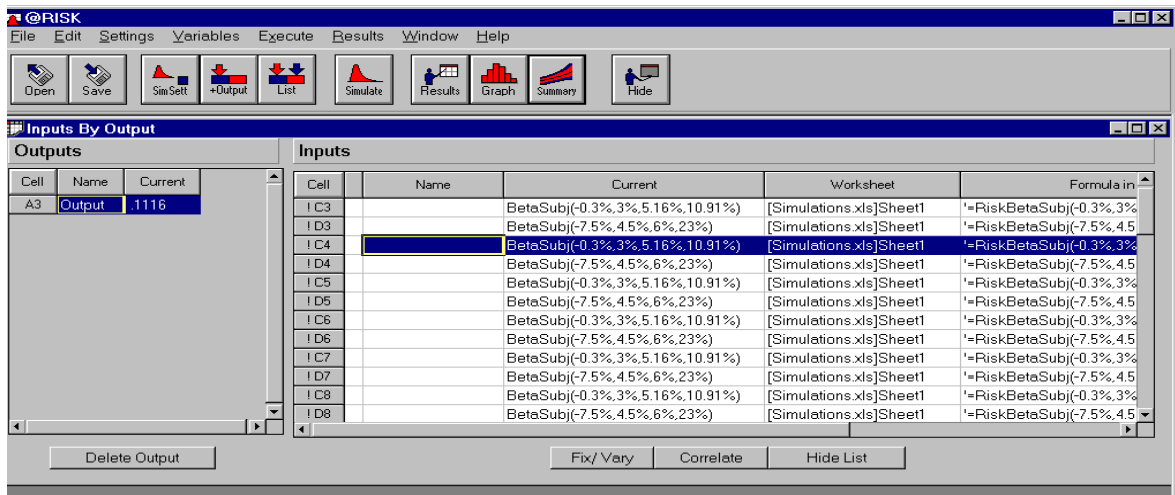 @RISK
File Edit Settings Variables Execute Results Window Help
Open Save Sim Sett +Output List Simulate Results Graph Summary Hide
Inputs By Output
Outputs Inputs
Cell Name Current
A3 Output .1116
Cell Name Current Worksheet Formula in
! C3 BetaSubj(-0.3%,3%,5.16%,10.91%) [Simulations.xls]Sheet1 '=RiskBetaSubj(-0.3%,3%
! D3 BetaSubj(-7.5%,4.5%,6%,23%) [Simulations.xls]Sheet1 '=RiskBetaSubj(-7.5%,4.5
! C4 BetaSubj(-0.3%,3%,5.16%,10.91%) [Simulations.xls]Sheet1 '=RiskBetaSubj(-0.3%,3%
! D4 BetaSubj(-7.5%,4.5%,6%,23%) [Simulations.xls]Sheet1 '=RiskBetaSubj(-7.5%,4.5
! C5 BetaSubj(-0.3%,3%,5.16%,10.91%) [Simulations.xls]Sheet1 '=RiskBetaSubj(-0.3%,3%
! D5 BetaSubj(-7.5%,4.5%,6%,23%) [Simulations.xls]Sheet1 '=RiskBetaSubj(-7.5%,4.5
! C6 BetaSubj(-0.3%,3%,5.16%,10.91%) [Simulations.xls]Sheet1 '=RiskBetaSubj(-0.3%,3%
! D6 BetaSubj(-7.5%,4.5%,6%,23%) [Simulations.xls]Sheet1 '=RiskBetaSubj(-7.5%,4.5
! C7 BetaSubj(-0.3%,3%,5.16%,10.91%) [Simulations.xls]Sheet1 '=RiskBetaSubj(-0.3%,3%
! D7 BetaSubj(-7.5%,4.5%,6%,23%) [Simulations.xls]Sheet1 '=RiskBetaSubj(-7.5%,4.5
! C8 BetaSubj(-0.3%,3%,5.16%,10.91%) [Simulations.xls]Sheet1 '=RiskBetaSubj(-0.3%,3%
! D8 BetaSubj(-7.5%,4.5%,6%,23%) [Simulations.xls]Sheet1 '=RiskBetaSubj(-7.5%,4.5
Delete Output Fix/ Vary Correlate Hide List